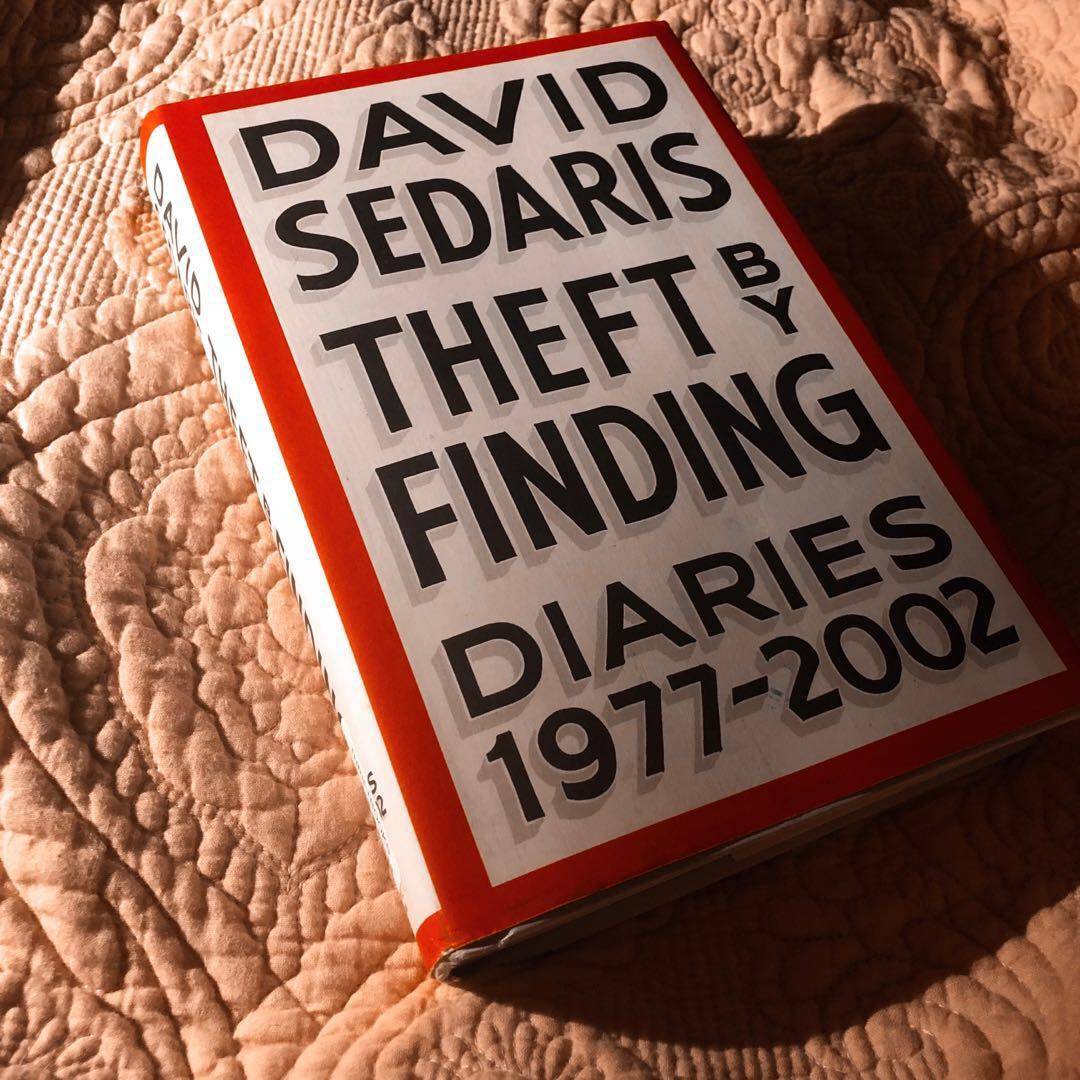 DAVID
SEDARIS
THEFT BY
FINDING
DIARIES
1977-2002
DAVID